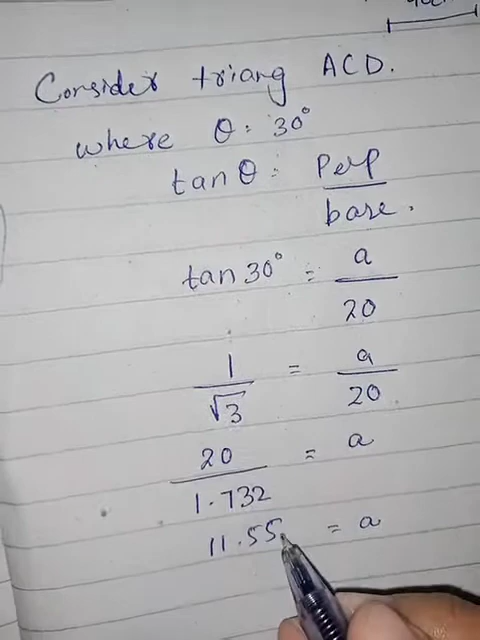 Consider triang ACD.
where θ = 30°
tan θ = Perp / base.
tan 30° = a / 20
1 / √3 = a / 20
20 / 1.732 = a
11.55 = a